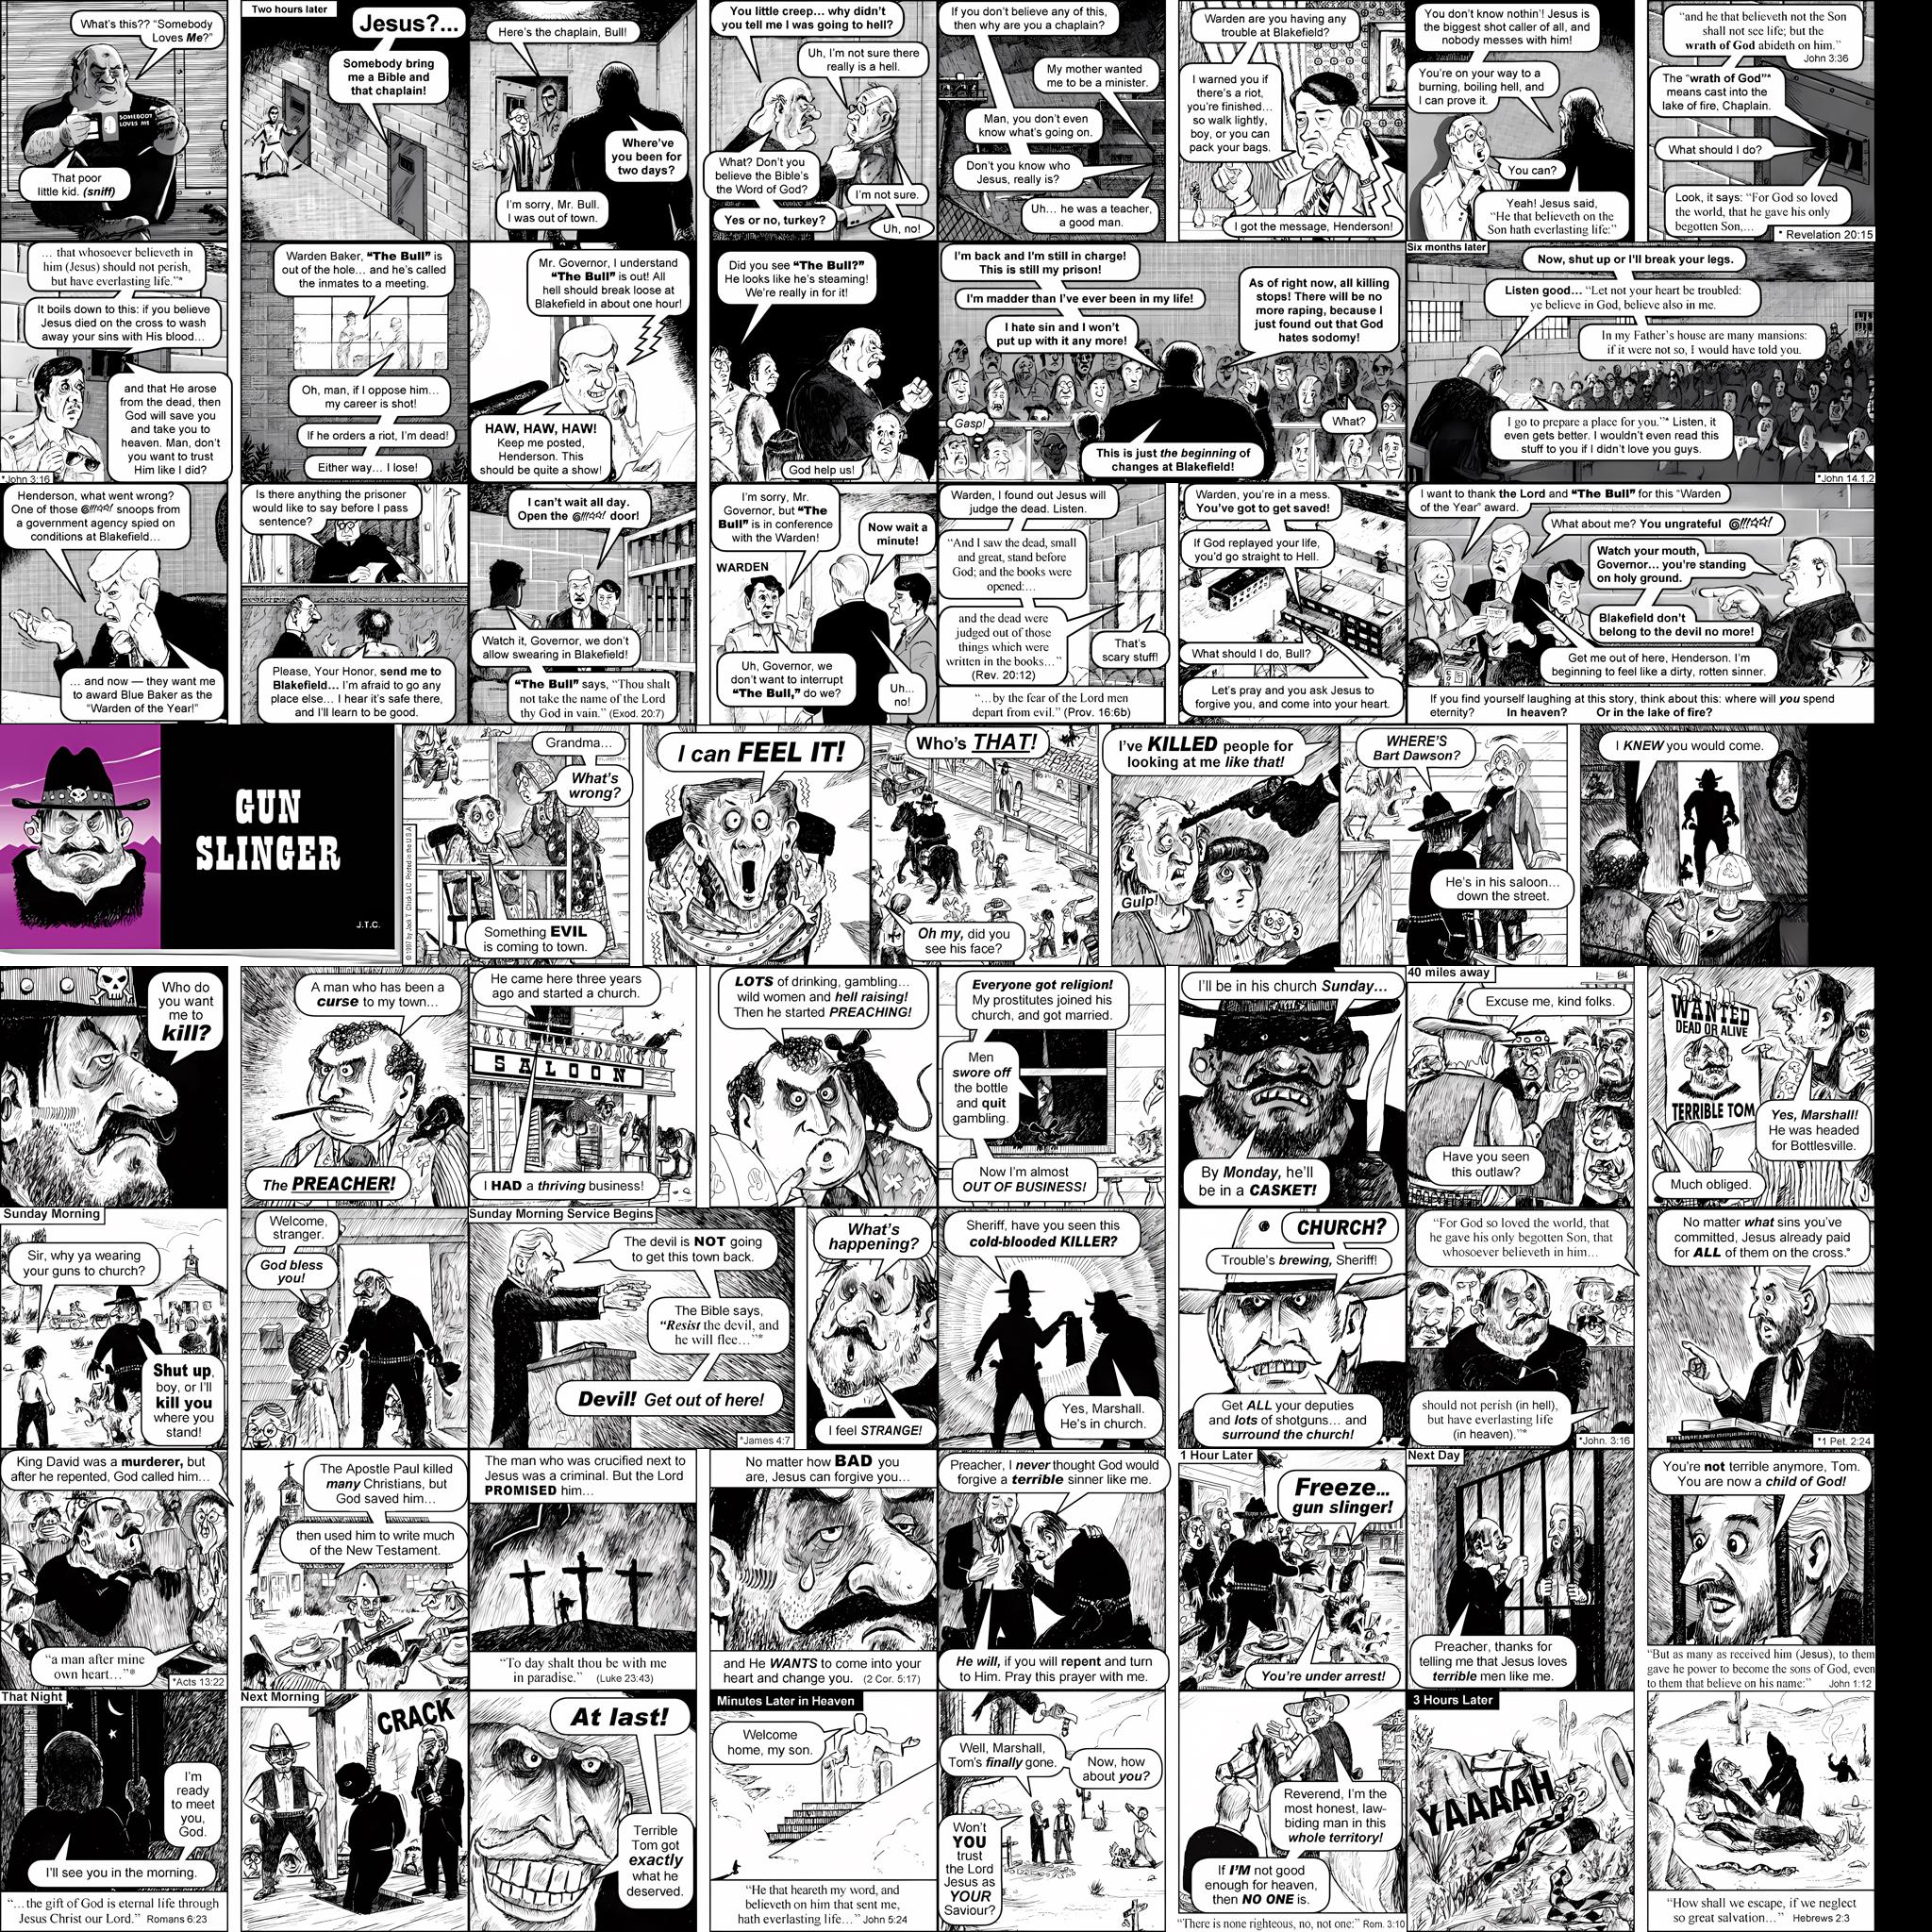 What's this?? "Somebody
Loves Me?"
SOMEBODY
LOVES ME
That poor
little kid. (sniff)
Two hours later
Jesus?...
Somebody bring
me a Bible and
that chaplain!
Here's the chaplain, Bull!
Where've
you been for
two days?
I'm sorry, Mr. Bull.
I was out of town.
You little creep... why didn't
you tell me I was going to hell?
Uh, I'm not sure there
really is a hell.
What? Don't you
believe the Bible's
the Word of God?
I'm not sure.
Yes or no, turkey?
Uh, no!
If you don't believe any of this,
then why are you a chaplain?
My mother wanted
me to be a minister.
Man, you don't even
know what's going on.
Don't you know who
Jesus, really is?
Uh... he was a teacher,
a good man.
Warden are you having any
trouble at Blakefield?
I warned you if
there's a riot,
you're finished...
so walk lightly,
boy, or you can
pack your bags.
I got the message, Henderson!
You don't know nothin'! Jesus is
the biggest shot caller of all, and
nobody messes with him!
You're on your way to a
burning, boiling hell, and
I can prove it.
You can?
Yeah! Jesus said,
"He that believeth on the
Son hath everlasting life:"
"and he that believeth not the Son
shall not see life; but the
wrath of God abideth on him."
John 3:36
The "wrath of God"*
means cast into the
lake of fire, Chaplain.
What should I do?
Look, it says: "For God so loved
the world, that he gave his only
begotten Son,...
* Revelation 20:15
... that whosoever believeth in
him (Jesus) should not perish,
but have everlasting life."*
It boils down to this: if you believe
Jesus died on the cross to wash
away your sins with His blood...
and that He arose
from the dead, then
God will save you
and take you to
heaven. Man, don't
you want to trust
Him like I did?
*John 3:16
Warden Baker, "The Bull" is
out of the hole... and he's called
the inmates to a meeting.
Oh, man, if I oppose him...
my career is shot!
If he orders a riot, I'm dead!
Either way... I lose!
Mr. Governor, I understand
"The Bull" is out! All
hell should break loose at
Blakefield in about one hour!
HAW, HAW, HAW!
Keep me posted,
Henderson. This
should be quite a show!
Did you see "The Bull?"
He looks like he's steaming!
We're really in for it!
God help us!
I'm back and I'm still in charge!
This is still my prison!
I'm madder than I've ever been in my life!
I hate sin and I won't
put up with it any more!
As of right now, all killing
stops! There will be no
more raping, because I
just found out that God
hates sodomy!
Gasp!
What?
This is just the beginning of
changes at Blakefield!
Six months later
Now, shut up or I'll break your legs.
Listen good... "Let not your heart be troubled:
ye believe in God, believe also in me.
In my Father's house are many mansions:
if it were not so, I would have told you.
I go to prepare a place for you."* Listen, it
even gets better. I wouldn't even read this
stuff to you if I didn't love you guys.
*John 14.1,2
Henderson, what went wrong?
One of those @!!!☆☆! snoops from
a government agency spied on
conditions at Blakefield...
... and now — they want me
to award Blue Baker as the
"Warden of the Year!"
Is there anything the prisoner
would like to say before I pass
sentence?
Please, Your Honor, send me to
Blakefield... I'm afraid to go any
place else... I hear it's safe there,
and I'll learn to be good.
I can't wait all day.
Open the @!!!☆☆! door!
Watch it, Governor, we don't
allow swearing in Blakefield!
"The Bull" says, "Thou shalt
not take the name of the Lord
thy God in vain." (Exod. 20:7)
I'm sorry, Mr.
Governor, but "The
Bull" is in conference
with the Warden!
Now wait a
minute!
WARDEN
Uh, Governor, we
don't want to interrupt
"The Bull," do we?
Uh...
no!
Warden, I found out Jesus will
judge the dead. Listen.
"And I saw the dead, small
and great, stand before
God; and the books were
opened:...
and the dead were
judged out of those
things which were
written in the books..."
(Rev. 20:12)
That's
scary stuff!
"...by the fear of the Lord men
depart from evil." (Prov. 16:6b)
Warden, you're in a mess.
You've got to get saved!
If God replayed your life,
you'd go straight to Hell.
What should I do, Bull?
Let's pray and you ask Jesus to
forgive you, and come into your heart.
I want to thank the Lord and "The Bull" for this "Warden
of the Year" award.
What about me? You ungrateful @!!!☆☆!
Watch your mouth,
Governor... you're standing
on holy ground.
Blakefield don't
belong to the devil no more!
Get me out of here, Henderson. I'm
beginning to feel like a dirty, rotten sinner.
If you find yourself laughing at this story, think about this: where will you spend
eternity? In heaven? Or in the lake of fire?
GUN
SLINGER
J.T.C.
©1997 by Jack T. Chick LLC Printed in the U.S.A.
Grandma...
What's
wrong?
Something EVIL
is coming to town.
I can FEEL IT!
Who's THAT!
Oh my, did you
see his face?
I've KILLED people for
looking at me like that!
Gulp!
WHERE'S
Bart Dawson?
He's in his saloon...
down the street.
I KNEW you would come.
Who do
you want
me to
kill?
A man who has been a
curse to my town...
The PREACHER!
He came here three years
ago and started a church.
SALOON
I HAD a thriving business!
LOTS of drinking, gambling...
wild women and hell raising!
Then he started PREACHING!
Everyone got religion!
My prostitutes joined his
church, and got married.
Men
swore off
the bottle
and quit
gambling.
Now I'm almost
OUT OF BUSINESS!
I'll be in his church Sunday...
By Monday, he'll
be in a CASKET!
40 miles away
Excuse me, kind folks.
Have you seen
this outlaw?
WANTED
DEAD OR ALIVE
TERRIBLE TOM
Yes, Marshall!
He was headed
for Bottlesville.
Much obliged.
Sunday Morning
Sir, why ya wearing
your guns to church?
Shut up,
boy, or I'll
kill you
where you
stand!
Welcome,
stranger.
God bless
you!
Sunday Morning Service Begins
The devil is NOT going
to get this town back.
The Bible says,
"Resist the devil, and
he will flee..."*
Devil! Get out of here!
*James 4:7
What's
happening?
I feel STRANGE!
Sheriff, have you seen this
cold-blooded KILLER?
Yes, Marshall.
He's in church.
CHURCH?
Trouble's brewing, Sheriff!
Get ALL your deputies
and lots of shotguns... and
surround the church!
"For God so loved the world, that
he gave his only begotten Son, that
whosoever believeth in him...
should not perish (in hell),
but have everlasting life
(in heaven)."*
*John. 3:16
No matter what sins you've
committed, Jesus already paid
for ALL of them on the cross.*
*1 Pet. 2:24
King David was a murderer, but
after he repented, God called him...
"a man after mine
own heart..."*
*Acts 13:22
The Apostle Paul killed
many Christians, but
God saved him...
then used him to write much
of the New Testament.
The man who was crucified next to
Jesus was a criminal. But the Lord
PROMISED him...
"To day shalt thou be with me
in paradise." (Luke 23:43)
No matter how BAD you
are, Jesus can forgive you...
and He WANTS to come into your
heart and change you. (2 Cor. 5:17)
Preacher, I never thought God would
forgive a terrible sinner like me.
He will, if you will repent and turn
to Him. Pray this prayer with me.
1 Hour Later
Freeze...
gun slinger!
You're under arrest!
Next Day
Preacher, thanks for
telling me that Jesus loves
terrible men like me.
You're not terrible anymore, Tom.
You are now a child of God!
"But as many as received him (Jesus), to them
gave he power to become the sons of God, even
to them that believe on his name:" John 1:12
That Night
I'm
ready
to meet
you,
God.
I'll see you in the morning.
"...the gift of God is eternal life through
Jesus Christ our Lord." Romans 6:23
Next Morning
CRACK
At last!
Terrible
Tom got
exactly
what he
deserved.
Minutes Later in Heaven
Welcome
home, my son.
"He that heareth my word, and
believeth on him that sent me,
hath everlasting life..." John 5:24
Well, Marshall,
Tom's finally gone.
Now, how
about you?
Won't
YOU
trust
the Lord
Jesus as
YOUR
Saviour?
Reverend, I'm the
most honest, law-
biding man in this
whole territory!
If I'M not good
enough for heaven,
then NO ONE is.
"There is none righteous, no, not one:" Rom. 3:10
3 Hours Later
YAAAAH
"How shall we escape, if we neglect
so great salvation..." Hebrews 2:3